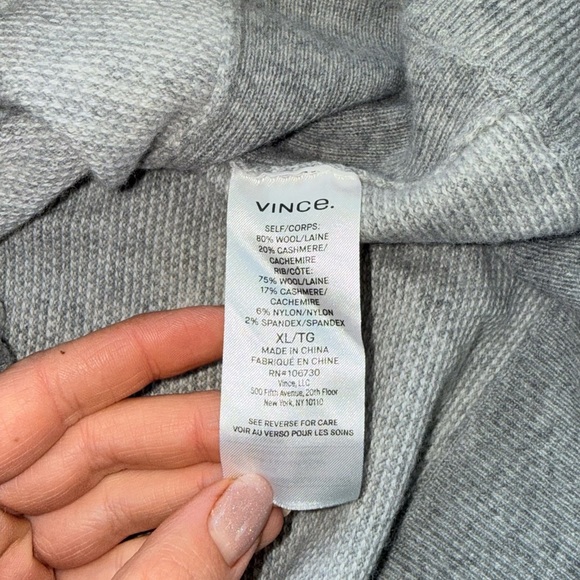 VINCe.
SELF/CORPS:
80% WOOL/LAINE
20% CASHMERE/
CACHEMIRE
RIB/CÔTE:
75% WOOL/LAINE
17% CASHMERE/
CACHEMIRE
6% NYLON/NYLON
2% SPANDEX/SPANDEX
XL/TG
MADE IN CHINA
FABRIQUÉ EN CHINE
RN#106730
Vince, LLC
500 Fifth Avenue, 20th Floor
New York, NY 10110
SEE REVERSE FOR CARE
VOIR AU VERSO POUR LES SOINS